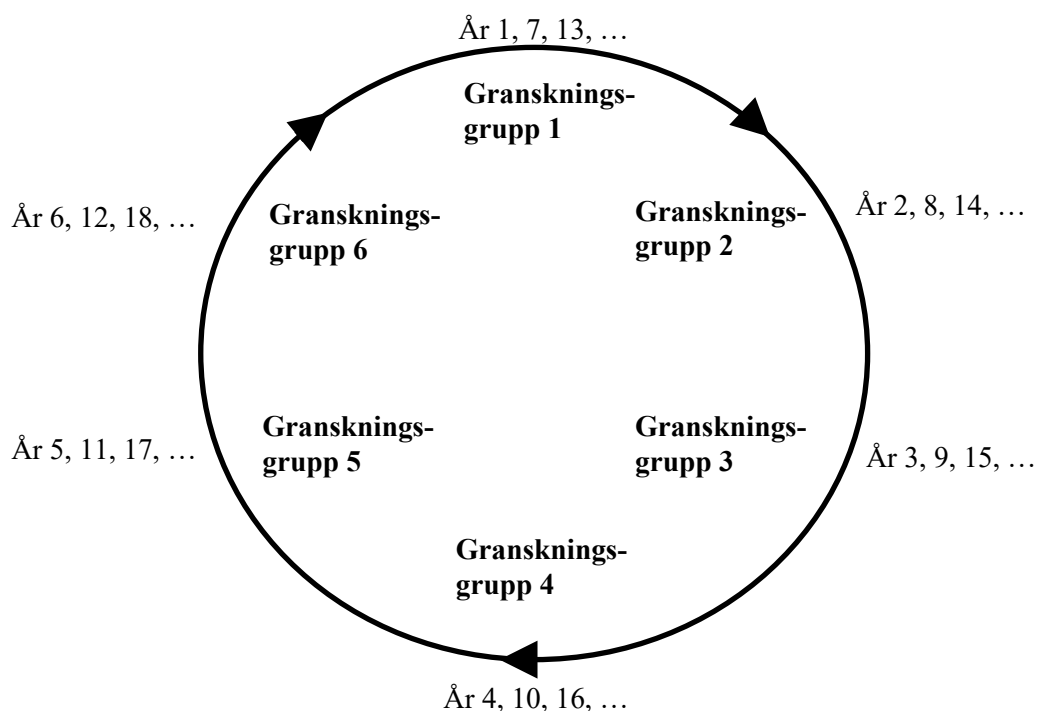 År 1, 7, 13, …
Gransknings-
grupp 1
År 2, 8, 14, …
Gransknings-
grupp 2
År 3, 9, 15, …
Gransknings-
grupp 3
År 4, 10, 16, …
Gransknings-
grupp 4
År 5, 11, 17, …
Gransknings-
grupp 5
År 6, 12, 18, …
Gransknings-
grupp 6